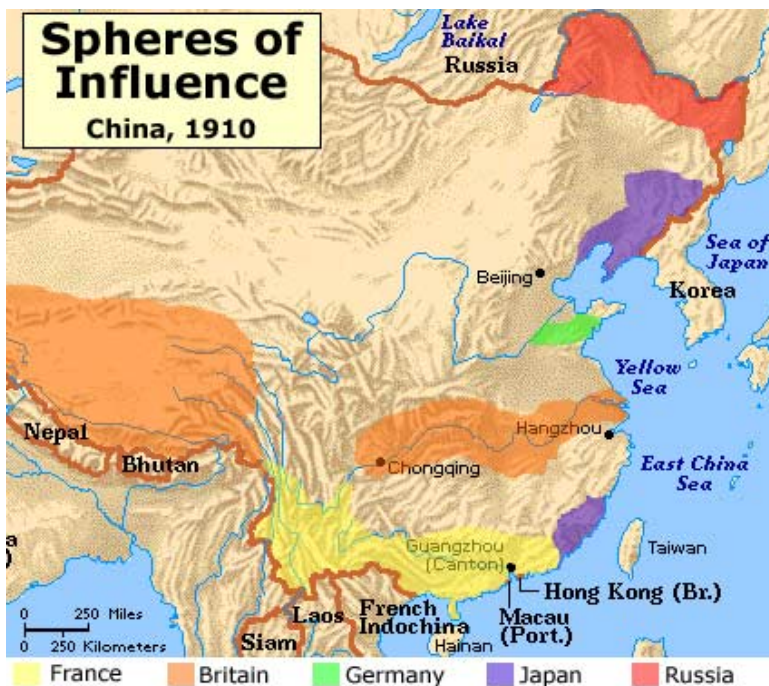 Spheres of
Influence
China, 1910
Lake
Baikal
Russia
Sea of
Japan
Beijing
Korea
Yellow
Sea
Nepal
Bhutan
Hangzhou
Chongqing
East China
Sea
Guangzhou
(Canton)
Taiwan
Hong Kong (Br.)
Macau
(Port.)
Laos
French
Indochina
Siam
Hainan
0 250 Miles
0 250 Kilometers
France Britain Germany Japan Russia